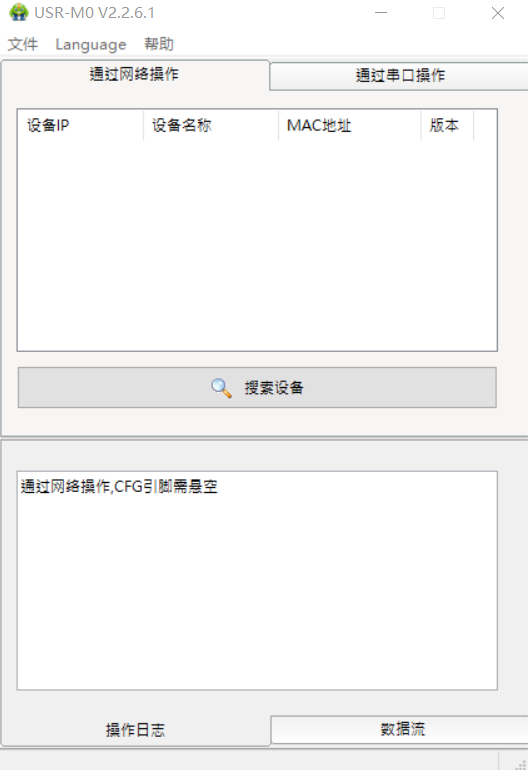 USR-M0 V2.2.6.1
文件 Language 帮助
通过网络操作 通过串口操作
设备IP 设备名称 MAC地址 版本
搜索设备
通过网络操作,CFG引脚需悬空
操作日志 数据流